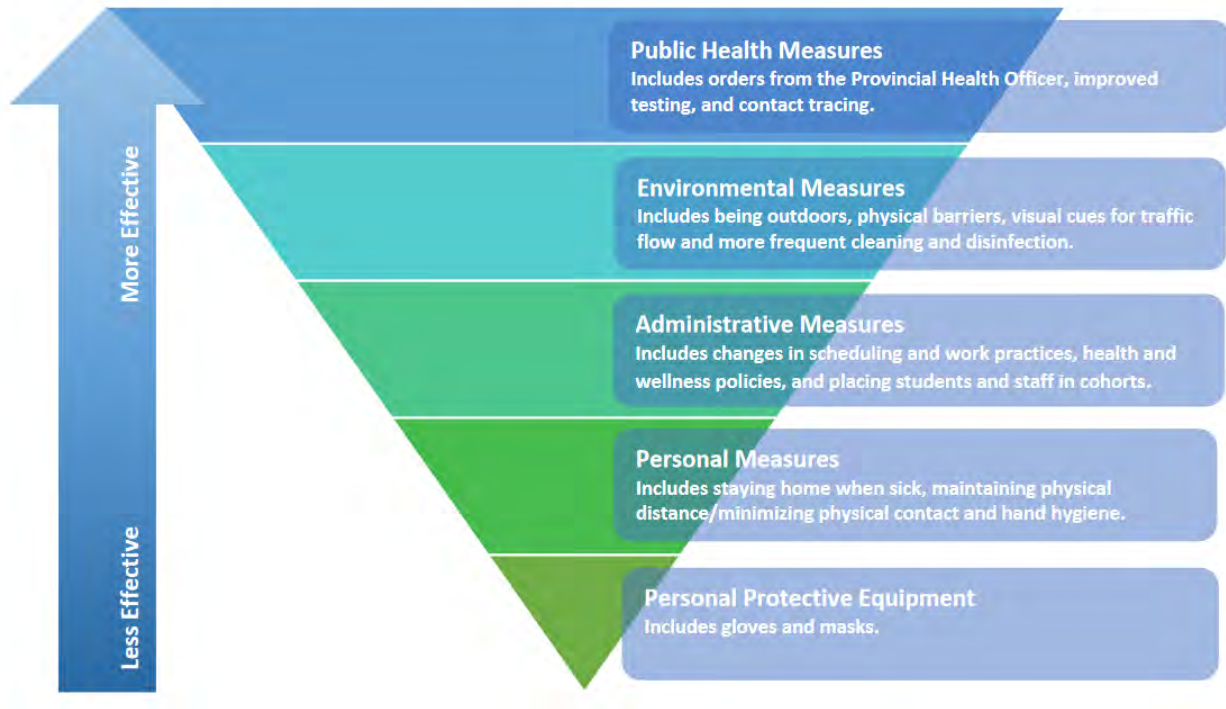 More Effective
Less Effective
Public Health Measures
Includes orders from the Provincial Health Officer, improved
testing, and contact tracing.
Environmental Measures
Includes being outdoors, physical barriers, visual cues for traffic
flow and more frequent cleaning and disinfection.
Administrative Measures
Includes changes in scheduling and work practices, health and
wellness policies, and placing students and staff in cohorts.
Personal Measures
Includes staying home when sick, maintaining physical
distance/minimizing physical contact and hand hygiene.
Personal Protective Equipment
Includes gloves and masks.